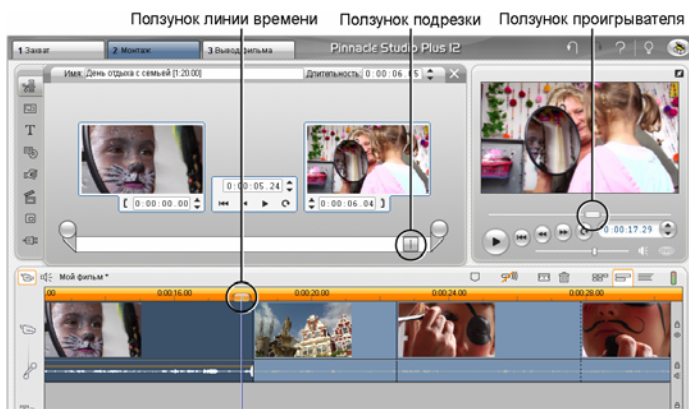 Ползунок линии времени Ползунок подрезки Ползунок проигрывателя
1 Захват 2 Монтаж 3 Вывод фильма Pinnacle Studio Plus 12
Имя: День отдыха с семьей [1:20.00] Длительность: 0:00:06.05
T
0:00:05.24
[ 0:00:00.00 0:00:06.04 ]
0:00:17.29
Мой фильм *
.00 0:00:16.00 0:00:20.00 0:00:24.00 0:00:28.00